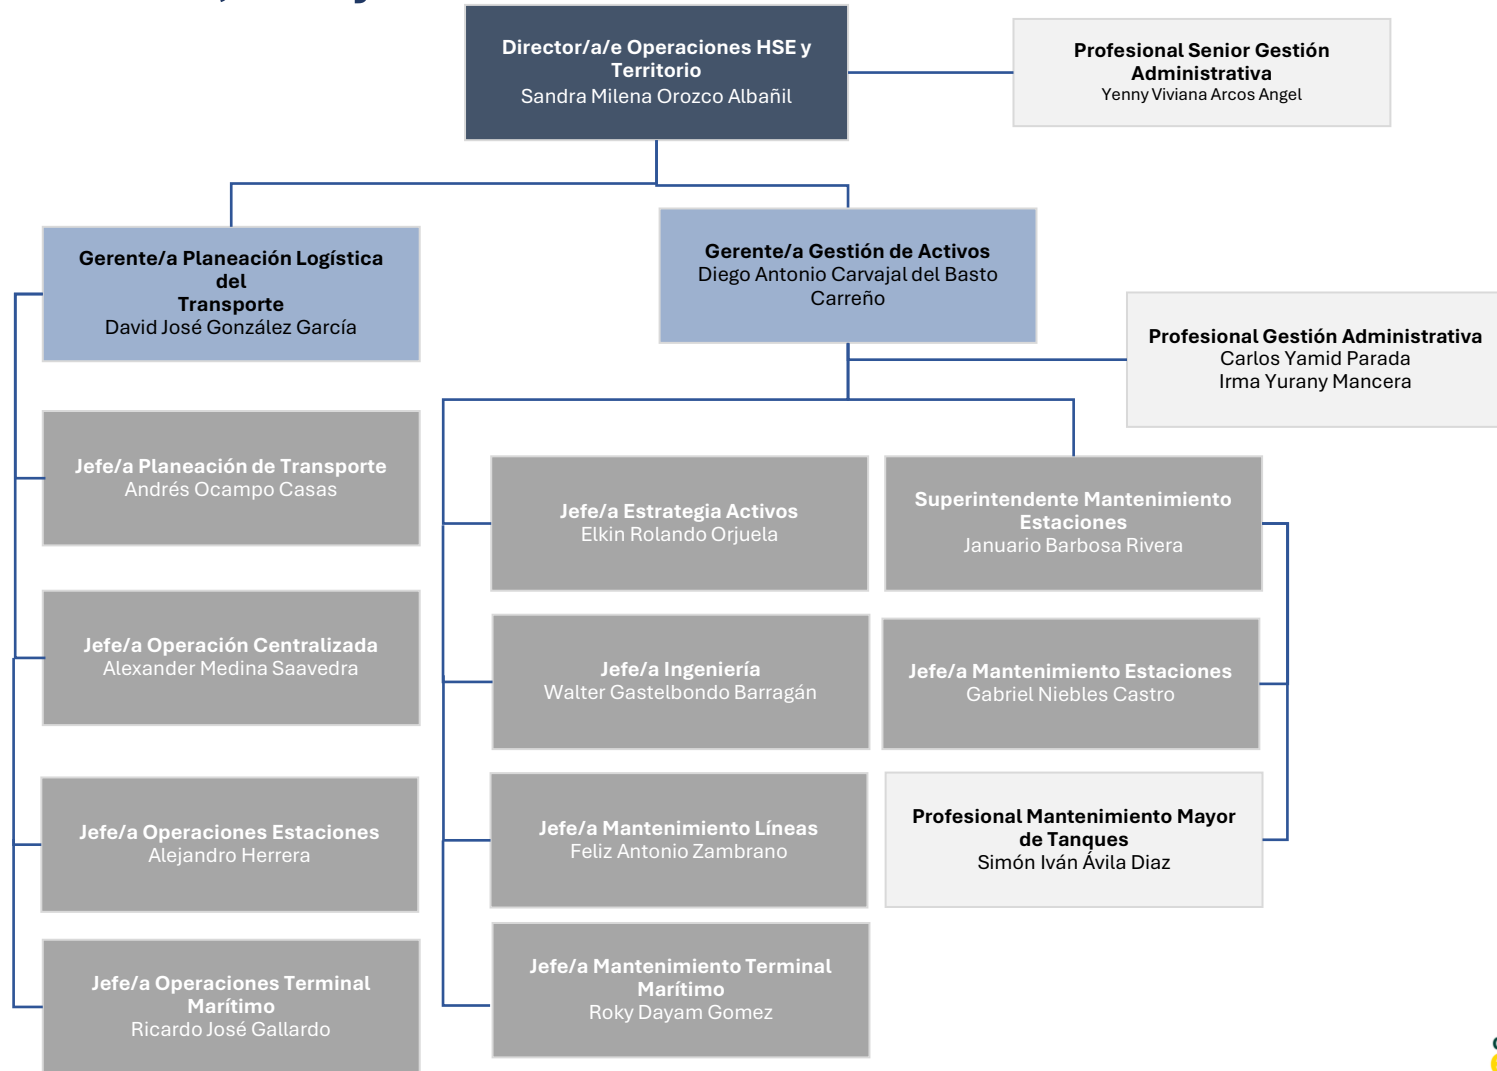 Director/a/e Operaciones HSE y
Territorio
Sandra Milena Orozco Albañil
Profesional Senior Gestión
Administrativa
Yenny Viviana Arcos Angel
Gerente/a Planeación Logística
del
Transporte
David José González García
Gerente/a Gestión de Activos
Diego Antonio Carvajal del Basto
Carreño
Profesional Gestión Administrativa
Carlos Yamid Parada
Irma Yurany Mancera
Jefe/a Planeación de Transporte
Andrés Ocampo Casas
Jefe/a Estrategia Activos
Elkin Rolando Orjuela
Superintendente Mantenimiento
Estaciones
Januario Barbosa Rivera
Jefe/a Operación Centralizada
Alexander Medina Saavedra
Jefe/a Ingeniería
Walter Gastelbondo Barragán
Jefe/a Mantenimiento Estaciones
Gabriel Niebles Castro
Jefe/a Operaciones Estaciones
Alejandro Herrera
Jefe/a Mantenimiento Líneas
Feliz Antonio Zambrano
Profesional Mantenimiento Mayor
de Tanques
Simón Iván Ávila Diaz
Jefe/a Operaciones Terminal
Marítimo
Ricardo José Gallardo
Jefe/a Mantenimiento Terminal
Marítimo
Roky Dayam Gomez